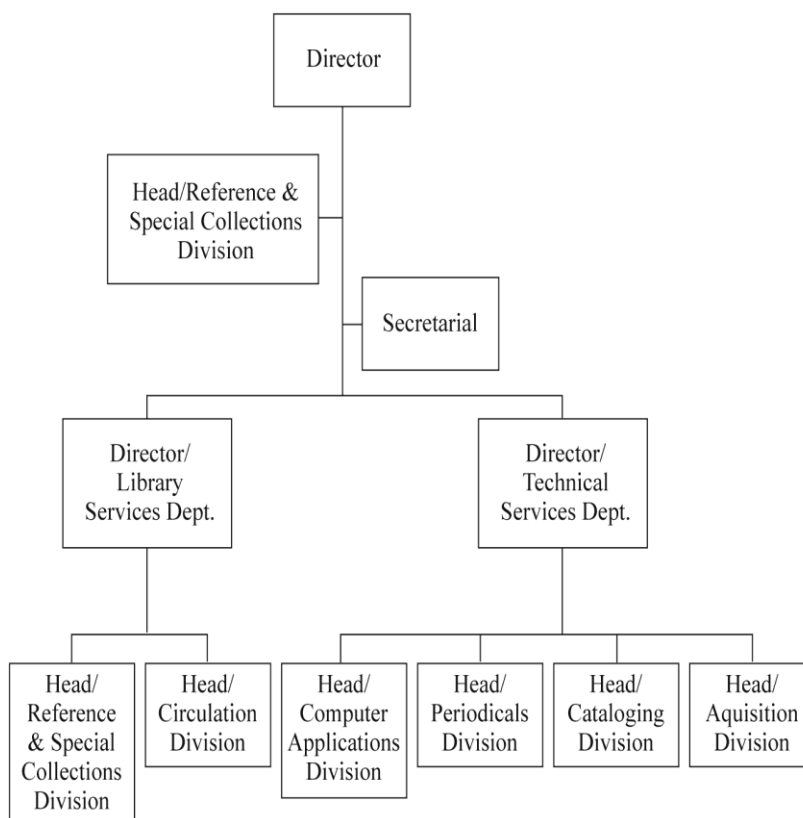 Director
Head/Reference &
Special Collections
Division
Secretarial
Director/
Library
Services Dept.
Director/
Technical
Services Dept.
Head/
Reference
& Special
Collections
Division
Head/
Circulation
Division
Head/
Computer
Applications
Division
Head/
Periodicals
Division
Head/
Cataloging
Division
Head/
Aquisition
Division